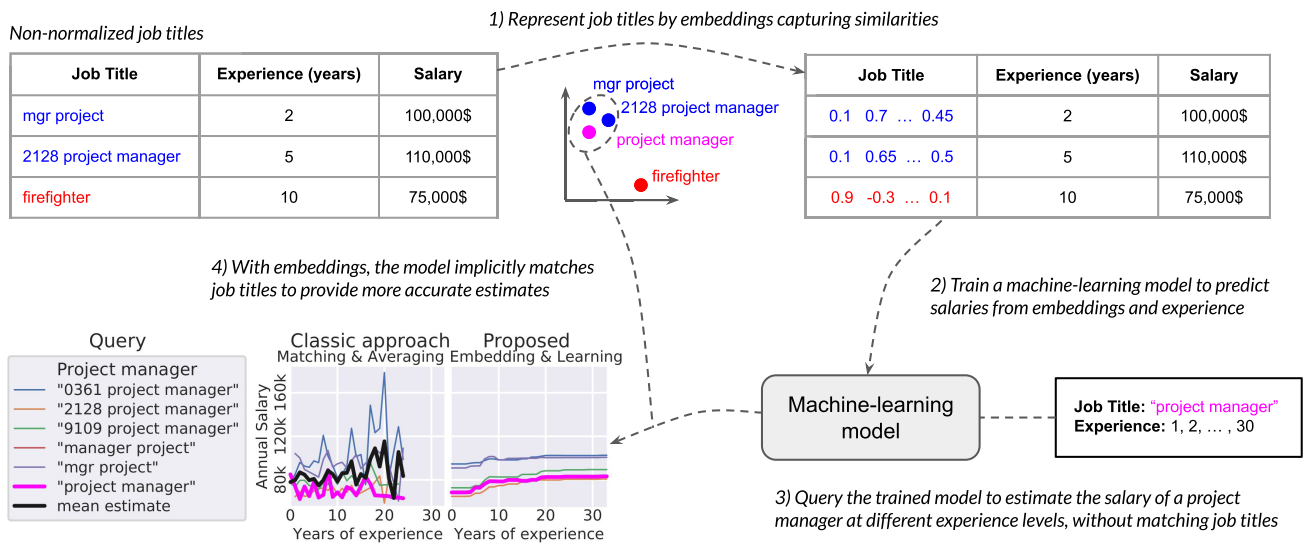 1) Represent job titles by embeddings capturing similarities
Non-normalized job titles
Job Title Experience (years) Salary
mgr project 2 100,000$
2128 project manager 5 110,000$
firefighter 10 75,000$
mgr project
2128 project manager
project manager
firefighter
Job Title Experience (years) Salary
0.1 0.7 … 0.45 2 100,000$
0.1 0.65 … 0.5 5 110,000$
0.9 -0.3 … 0.1 10 75,000$
4) With embeddings, the model implicitly matches
job titles to provide more accurate estimates
2) Train a machine-learning model to predict
salaries from embeddings and experience
Query
Project manager
"0361 project manager"
"2128 project manager"
"9109 project manager"
"manager project"
"mgr project"
"project manager"
mean estimate
Classic approach
Matching & Averaging
Proposed
Embedding & Learning
Annual Salary
160k
120k
80k
0 10 20 30
Years of experience
0 10 20 30
Years of experience
Machine-learning
model
Job Title: “project manager”
Experience: 1, 2, … , 30
3) Query the trained model to estimate the salary of a project
manager at different experience levels, without matching job titles